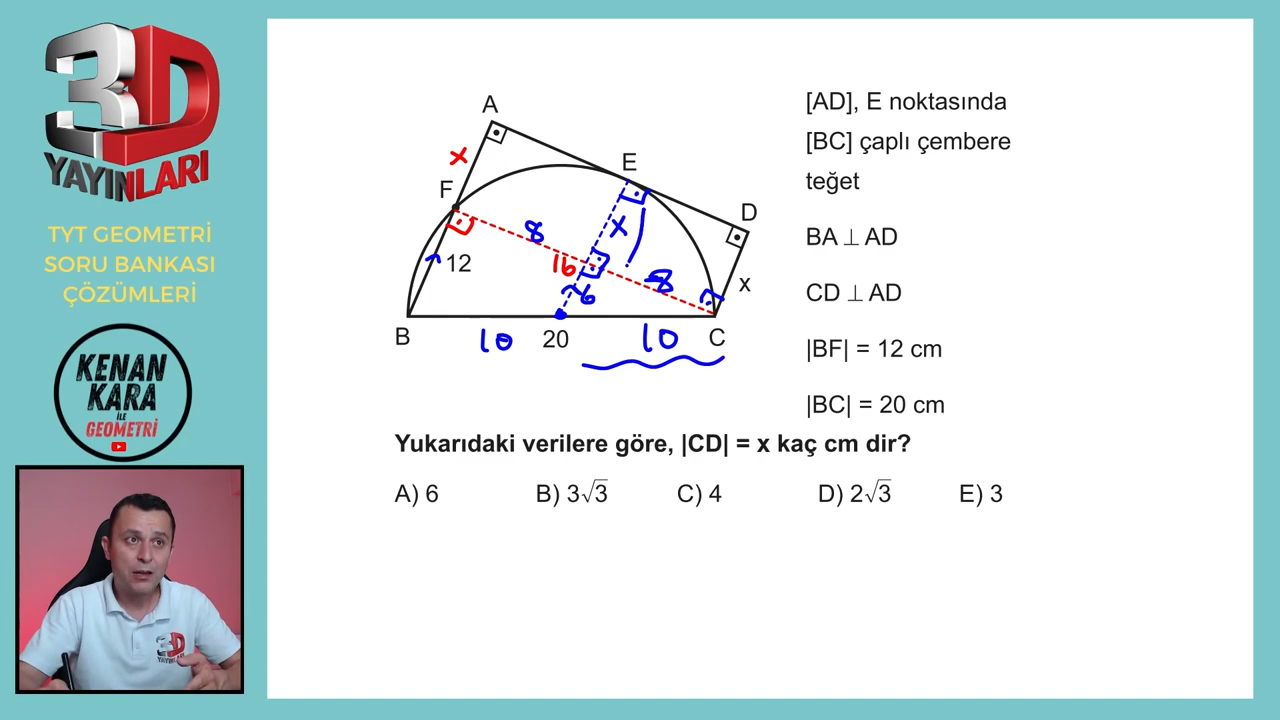 3D
YAYINLARI
TYT GEOMETRİ
SORU BANKASI
ÇÖZÜMLERİ
KENAN
KARA
İLE
GEOMETRİ
3D
YAYINLARI
A
x
F
E
D
8
x
12
16
8
x
6
B
10
20
10
C
[AD], E noktasında
[BC] çaplı çembere
teğet
BA ⊥ AD
CD ⊥ AD
|BF| = 12 cm
|BC| = 20 cm
Yukarıdaki verilere göre, |CD| = x kaç cm dir?
A) 6 B) 3√3 C) 4 D) 2√3 E) 3